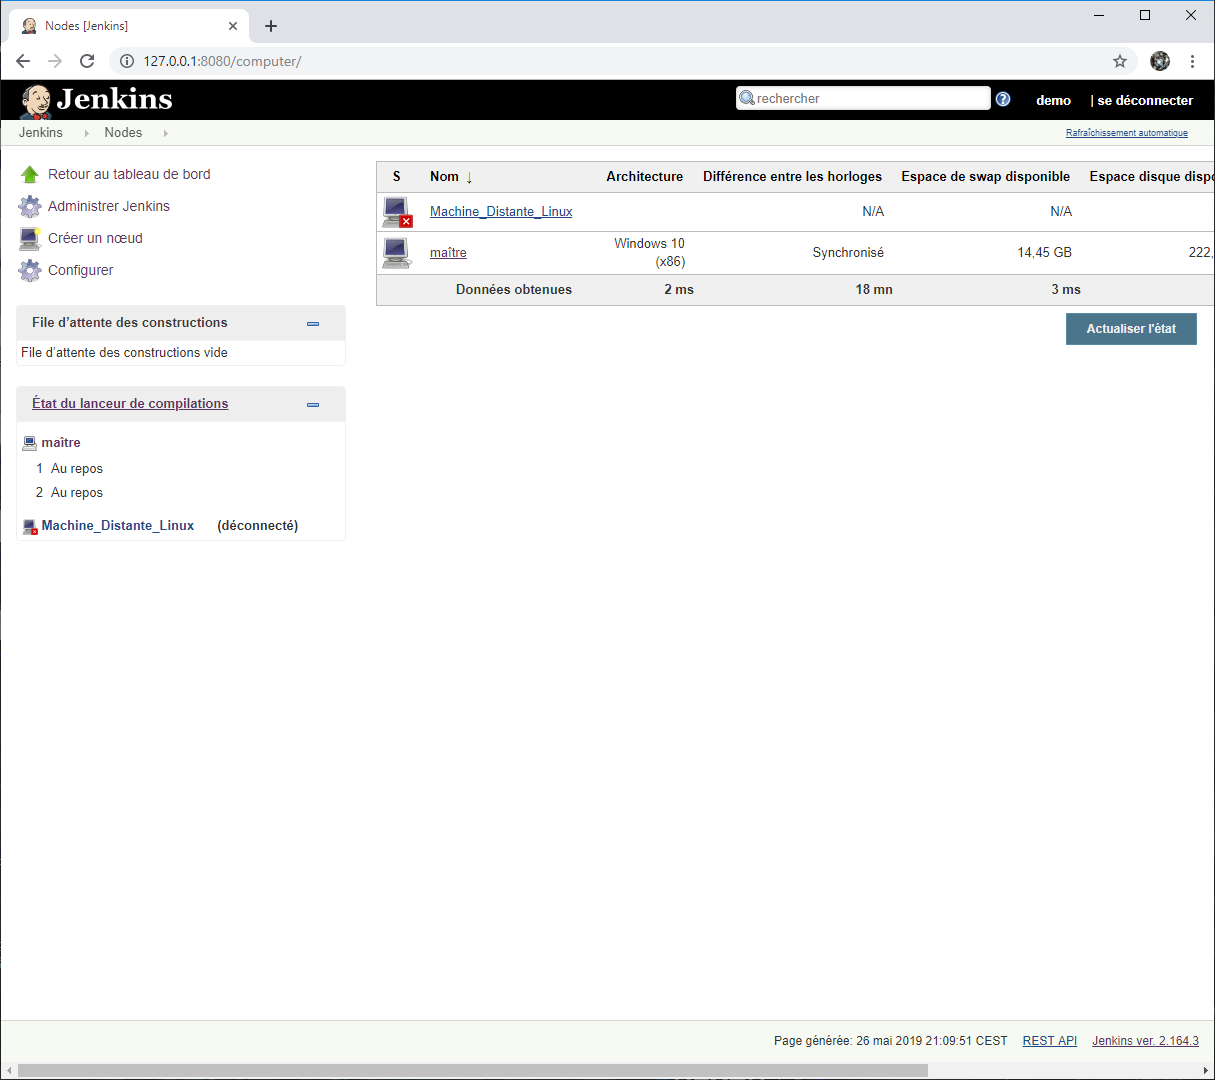 Nodes [Jenkins]
127.0.0.1:8080/computer/
Jenkins
rechercher
demo
| se déconnecter
Jenkins
Nodes
Rafraîchissement automatique
Retour au tableau de bord
Administrer Jenkins
Créer un nœud
Configurer
File d'attente des constructions
File d'attente des constructions vide
État du lanceur de compilations
maître
1 Au repos
2 Au repos
Machine_Distante_Linux (déconnecté)
S Nom ↓ Architecture Différence entre les horloges Espace de swap disponible Espace disque dispo
Machine_Distante_Linux N/A N/A
maître Windows 10 (x86) Synchronisé 14,45 GB 222,
Données obtenues 2 ms 18 mn 3 ms
Actualiser l'état
Page générée: 26 mai 2019 21:09:51 CEST REST API Jenkins ver. 2.164.3